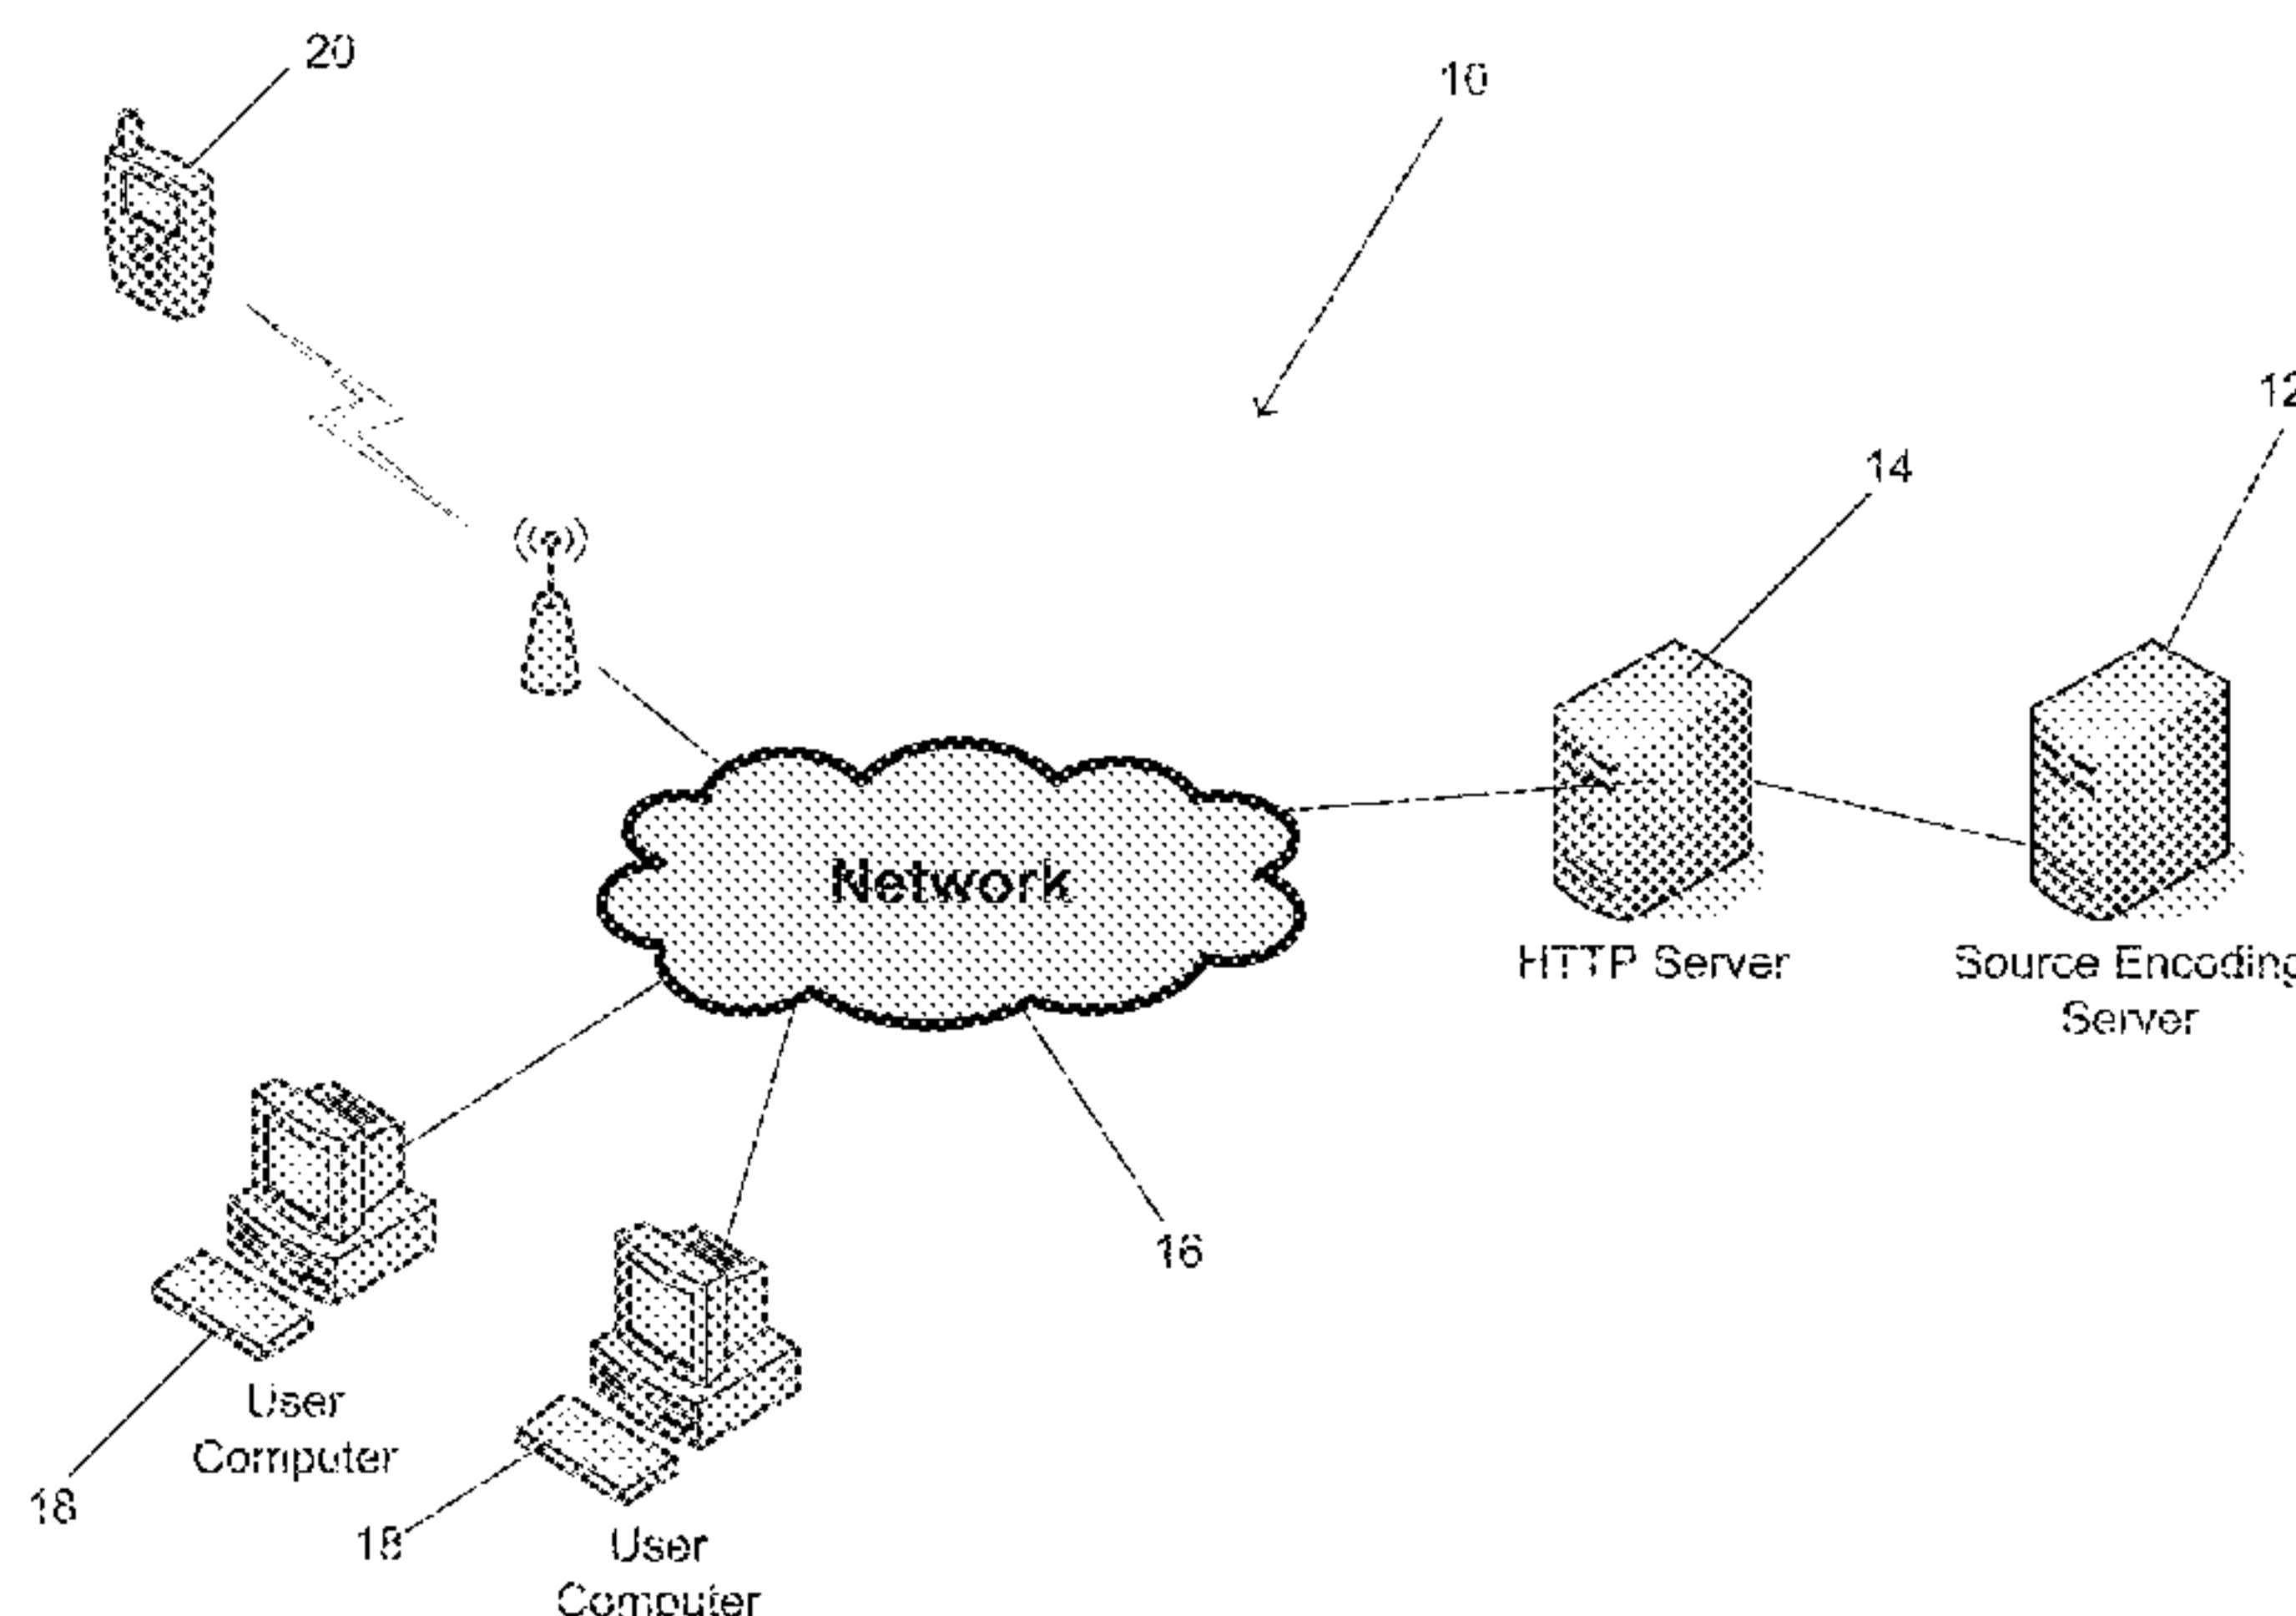 20
10
12
14
Network
HTTP Server
Source Encoding
Server
16
User
Computer
18
18
User
Computer